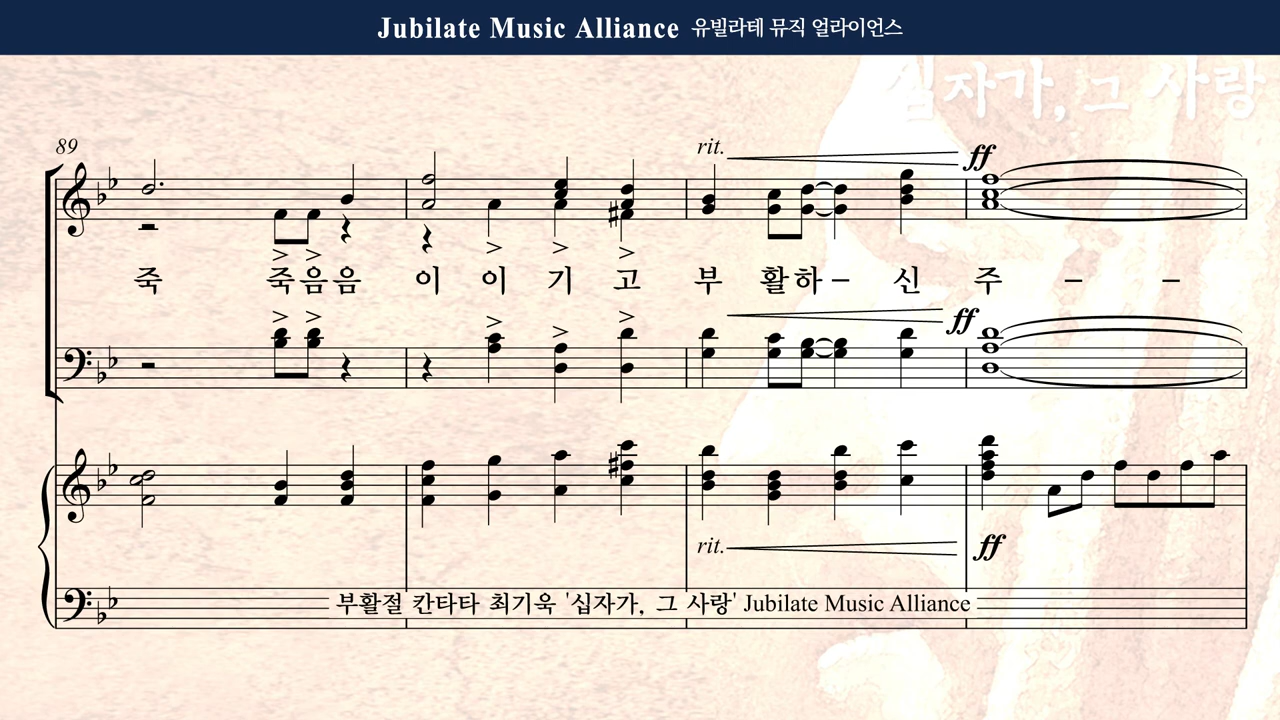 Jubilate Music Alliance 유빌라테 뮤직 얼라이언스
십자가, 그 사랑
89
rit. ff
죽 죽음음 이 이 기 고 부 활하 – 신 주 – –
ff
rit. ff
부활절 칸타타 최기욱 '십자가, 그 사랑' Jubilate Music Alliance